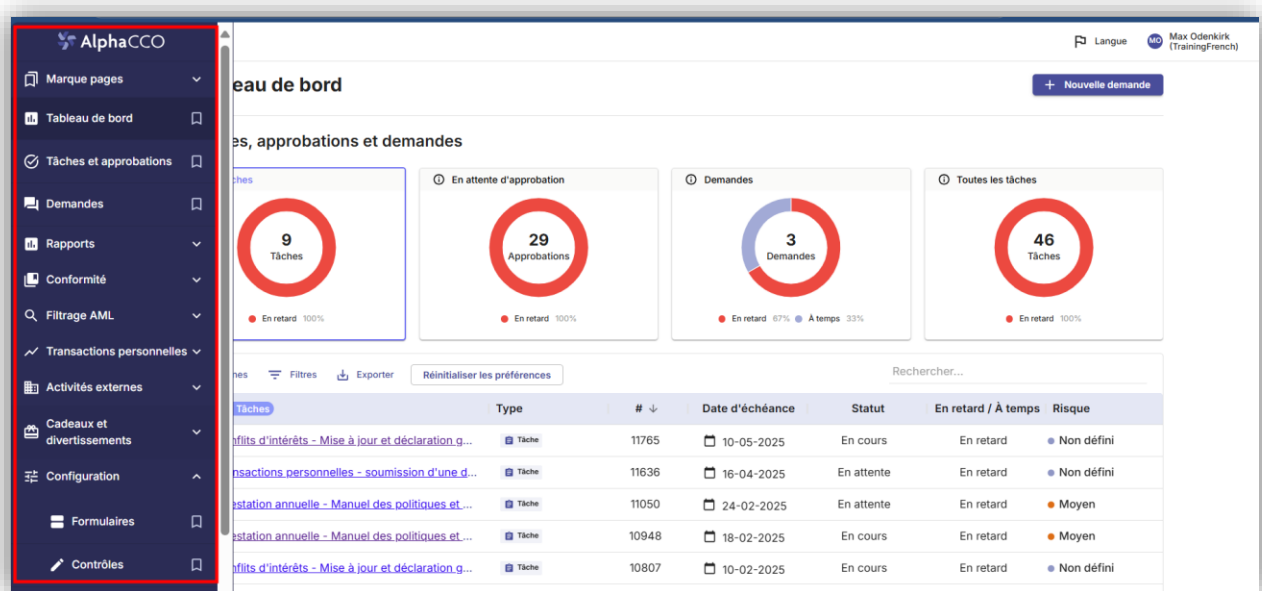 AlphaCCO
Marque pages
Tableau de bord
Tâches et approbations
Demandes
Rapports
Conformité
Filtrage AML
Transactions personnelles
Activités externes
Cadeaux et
divertissements
Configuration
Formulaires
Contrôles
Langue
MO
Max Odenkirk
(TrainingFrench)
eau de bord
+ Nouvelle demande
es, approbations et demandes
ches
9
Tâches
En retard 100%
En attente d'approbation
29
Approbations
En retard 100%
Demandes
3
Demandes
En retard 67% À temps 33%
Toutes les tâches
46
Tâches
En retard 100%
hes Filtres Exporter Réinitialiser les préférences Rechercher...
Tâches Type # ↓ Date d'échéance Statut En retard / À temps Risque
nflits d'intérêts - Mise à jour et déclaration g... Tâche 11765 10-05-2025 En cours En retard Non défini
nsactions personnelles - soumission d'une d... Tâche 11636 16-04-2025 En attente En retard Non défini
estation annuelle - Manuel des politiques et ... Tâche 11050 24-02-2025 En attente En retard Moyen
estation annuelle - Manuel des politiques et ... Tâche 10948 18-02-2025 En cours En retard Moyen
nflits d'intérêts - Mise à jour et déclaration g... Tâche 10807 10-02-2025 En cours En retard Non défini